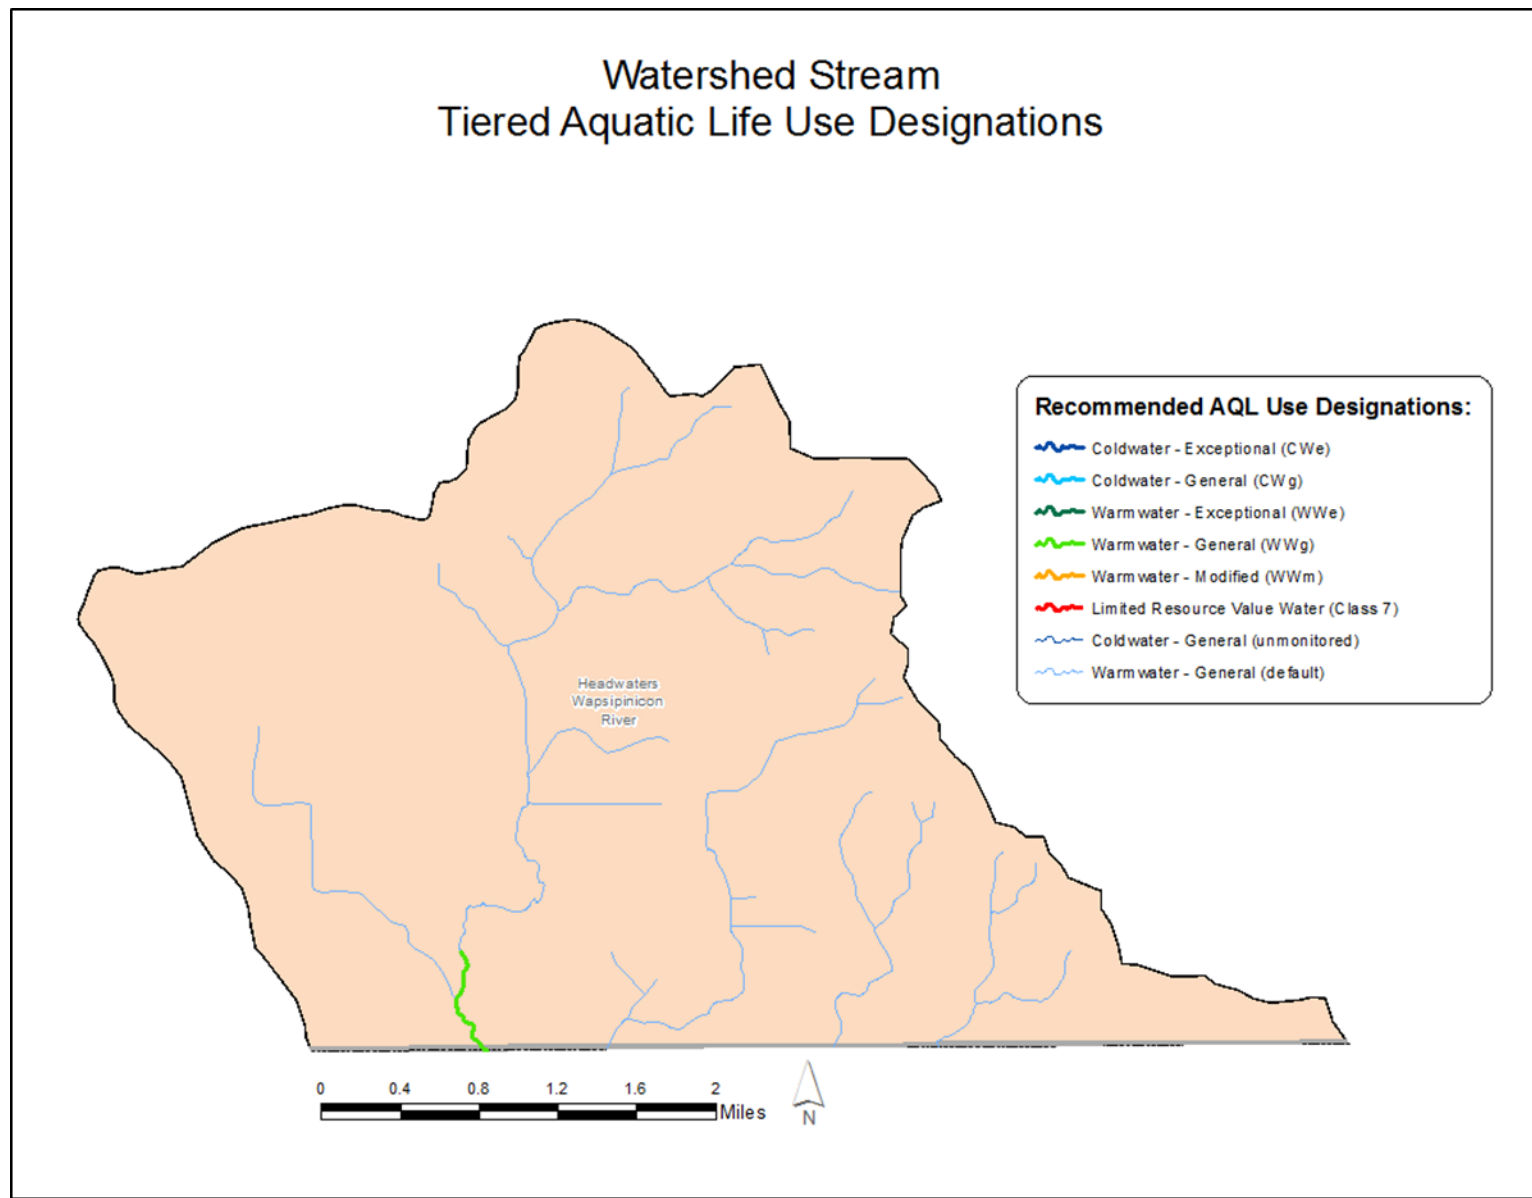 Watershed Stream
Tiered Aquatic Life Use Designations
Recommended AQL Use Designations:
Coldwater - Exceptional (CWe)
Coldwater - General (CWg)
Warmwater - Exceptional (WWe)
Warmwater - General (WWg)
Warmwater - Modified (WWm)
Limited Resource Value Water (Class 7)
Coldwater - General (unmonitored)
Warmwater - General (default)
Headwaters
Wapsipinicon
River
0 0.4 0.8 1.2 1.6 2
Miles
N